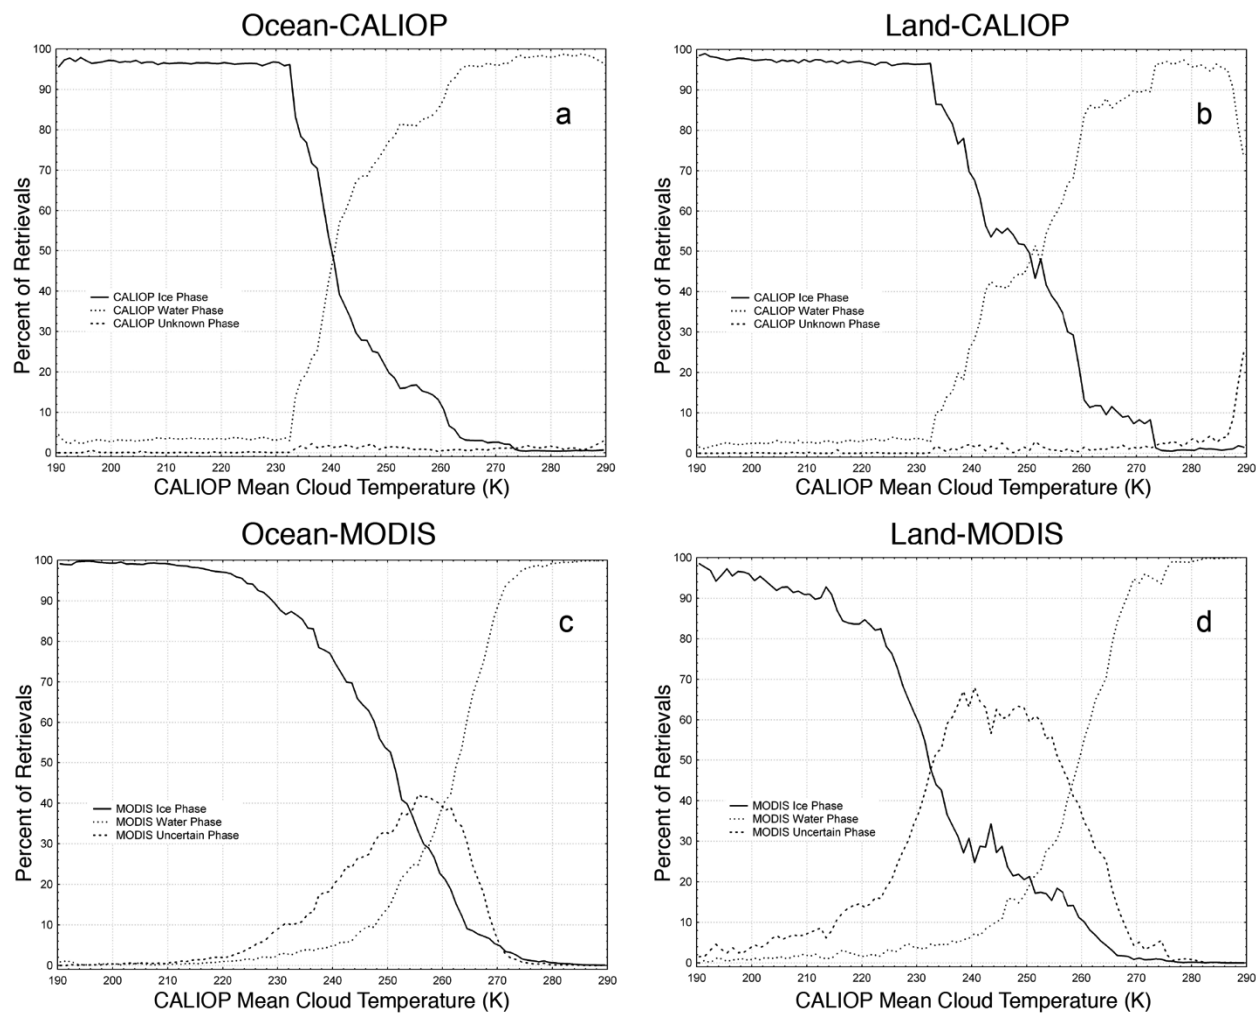 Ocean-CALIOP
100
90
80
70
60
50
40
30
20
10
0
Percent of Retrievals
a
CALIOP Ice Phase
CALIOP Water Phase
CALIOP Unknown Phase
190 200 210 220 230 240 250 260 270 280 290
CALIOP Mean Cloud Temperature (K)
Land-CALIOP
100
90
80
70
60
50
40
30
20
10
0
Percent of Retrievals
b
CALIOP Ice Phase
CALIOP Water Phase
CALIOP Unknown Phase
190 200 210 220 230 240 250 260 270 280 290
CALIOP Mean Cloud Temperature (K)
Ocean-MODIS
100
90
80
70
60
50
40
30
20
10
0
Percent of Retrievals
c
MODIS Ice Phase
MODIS Water Phase
MODIS Uncertain Phase
190 200 210 220 230 240 250 260 270 280 290
CALIOP Mean Cloud Temperature (K)
Land-MODIS
100
90
80
70
60
50
40
30
20
10
0
Percent of Retrievals
d
MODIS Ice Phase
MODIS Water Phase
MODIS Uncertain Phase
190 200 210 220 230 240 250 260 270 280 290
CALIOP Mean Cloud Temperature (K)